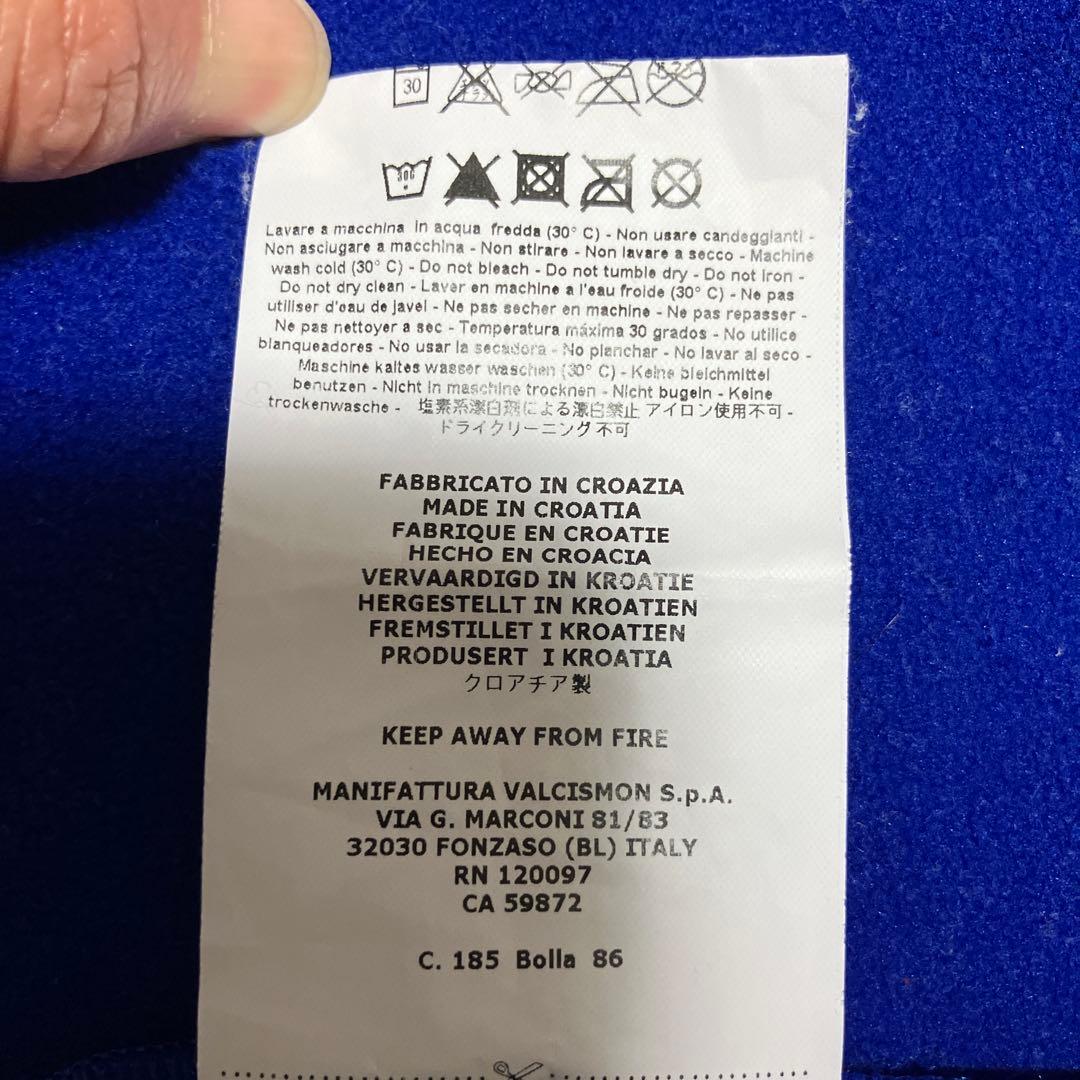 30
30C
Lavare a macchina in acqua fredda (30° C) - Non usare candeggianti -
Non asciugare a macchina - Non stirare - Non lavare a secco - Machine
wash cold (30° C) - Do not bleach - Do not tumble dry - Do not iron -
Do not dry clean - Laver en machine a l'eau froide (30° C) - Ne pas
utiliser d'eau de javel - Ne pas secher en machine - Ne pas repasser -
Ne pas nettoyer a sec - Temperatura máxima 30 grados - No utilice
blanqueadores - No usar la secadora - No planchar - No lavar al seco -
Maschine kaltes wasser waschen (30° C) - Keine bleichmittel
benutzen - Nicht in maschine trocknen - Nicht bugeln - Keine
trockenwasche - 塩素系漂白剤による漂白禁止 アイロン使用不可 -
ドライクリーニング不可
FABBRICATO IN CROAZIA
MADE IN CROATIA
FABRIQUE EN CROATIE
HECHO EN CROACIA
VERVAARDIGD IN KROATIE
HERGESTELLT IN KROATIEN
FREMSTILLET I KROATIEN
PRODUSERT I KROATIA
クロアチア製
KEEP AWAY FROM FIRE
MANIFATTURA VALCISMON S.p.A.
VIA G. MARCONI 81/83
32030 FONZASO (BL) ITALY
RN 120097
CA 59872
C. 185 Bolla 86